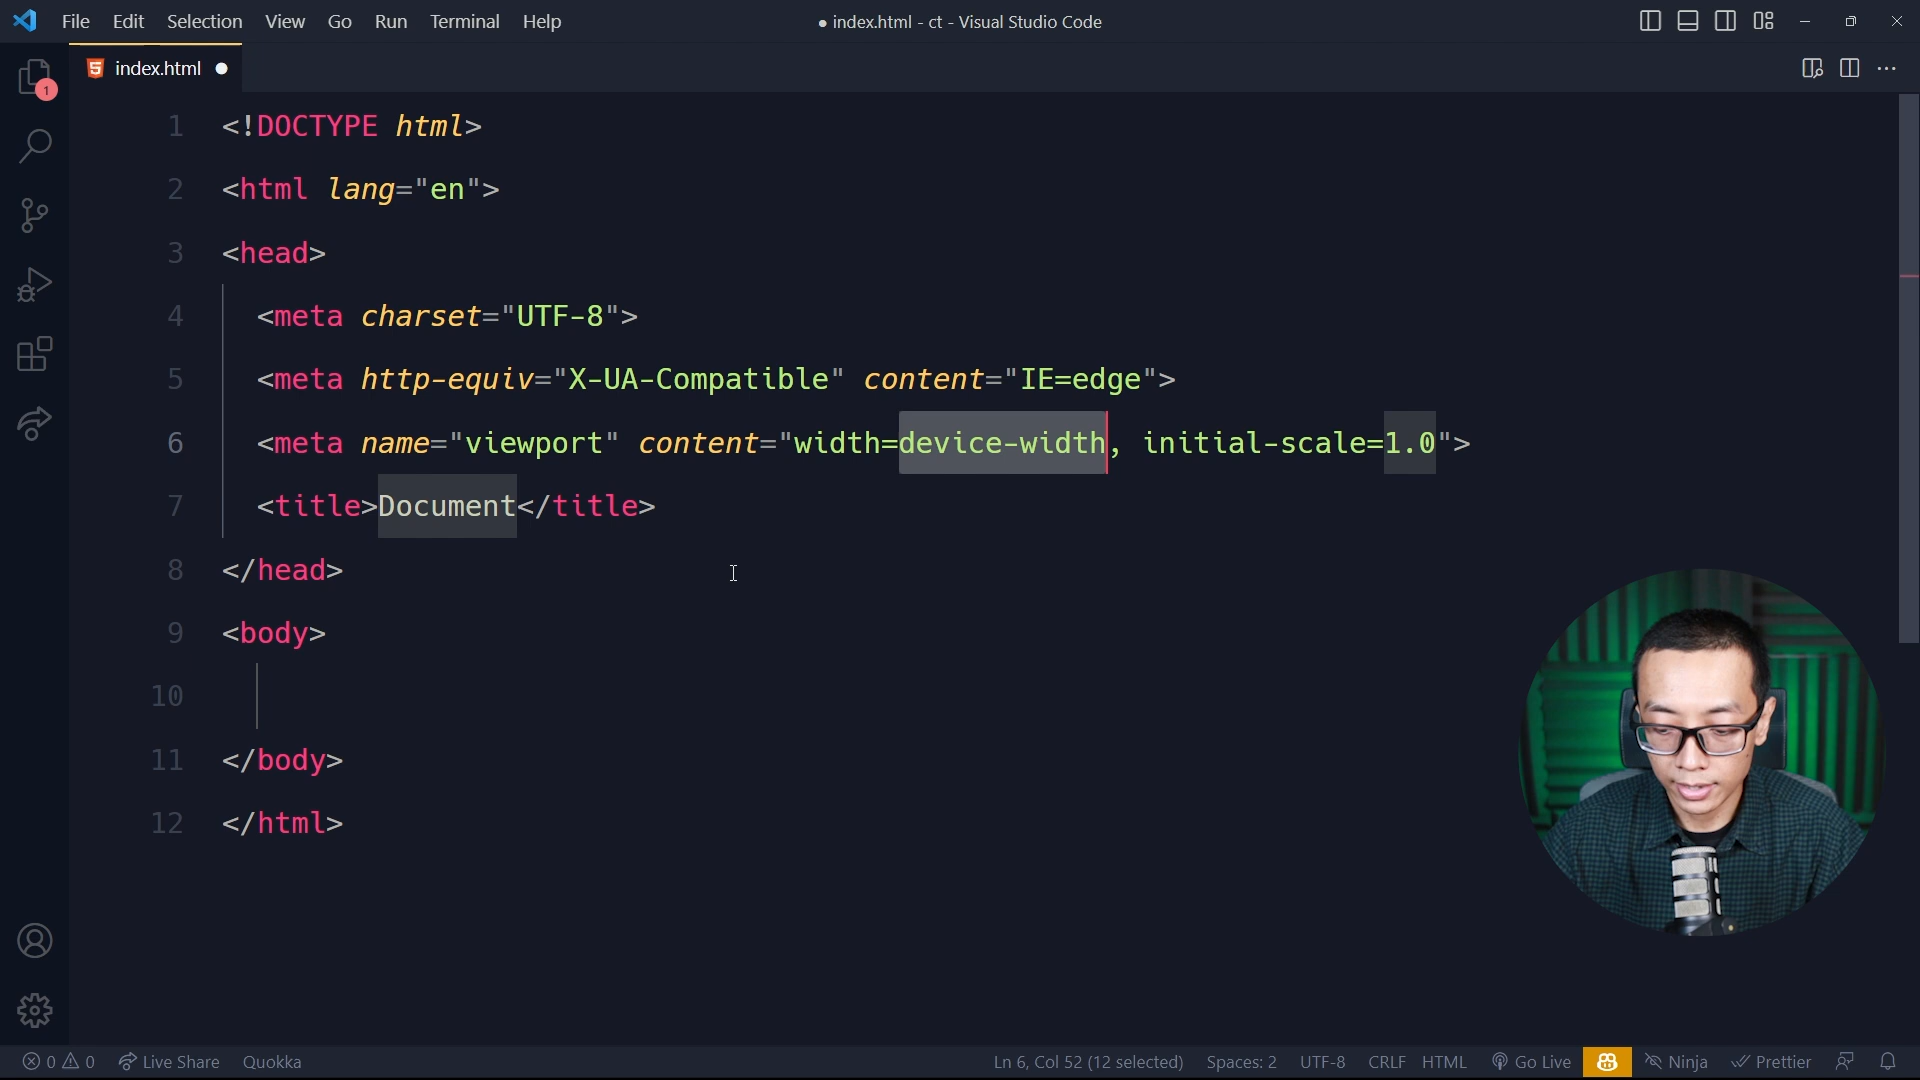 File Edit Selection View Go Run Terminal Help
● index.html - ct - Visual Studio Code
index.html ●
1
1 <!DOCTYPE html>
2 <html lang="en">
3 <head>
4 <meta charset="UTF-8">
5 <meta http-equiv="X-UA-Compatible" content="IE=edge">
6 <meta name="viewport" content="width=device-width, initial-scale=1.0">
7 <title>Document</title>
8 </head>
9 <body>
10
11 </body>
12 </html>
0 0 Live Share Quokka Ln 6, Col 52 (12 selected) Spaces: 2 UTF-8 CRLF HTML Go Live Ninja Prettier